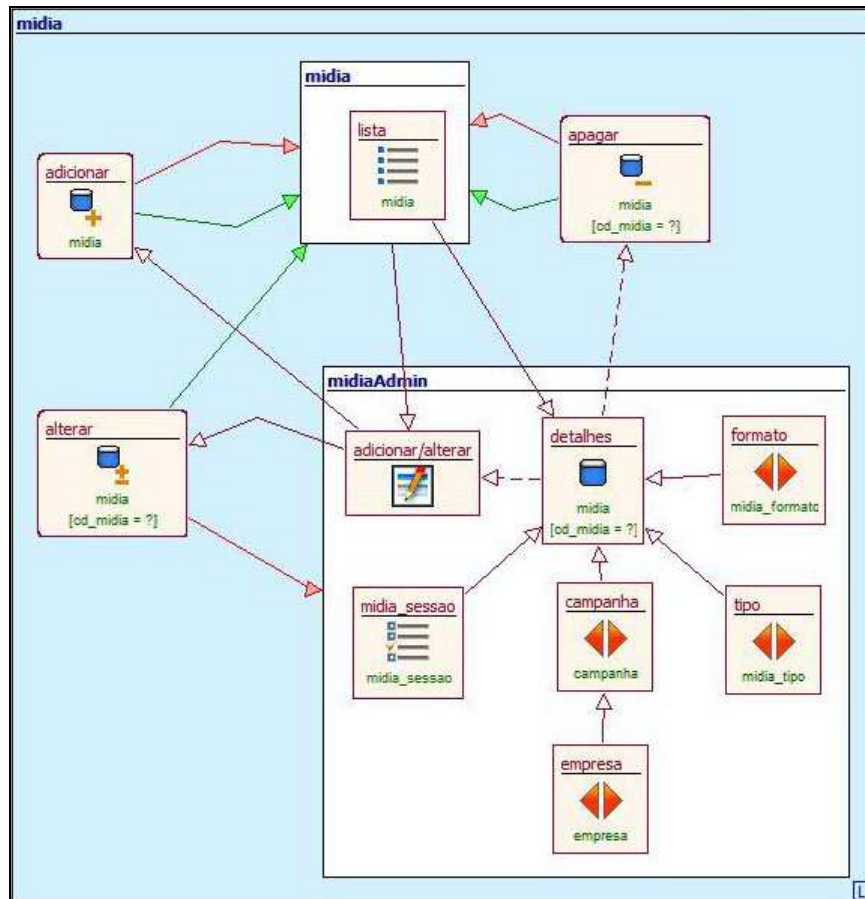 midia
midia
lista
midia
adicionar
midia
apagar
midia
[cd_midia = ?]
midiaAdmin
alterar
midia
[cd_midia = ?]
adicionar/alterar
detalhes
midia
[cd_midia = ?]
formato
midia_formato
midia_sessao
midia_sessao
campanha
campanha
tipo
midia_tipo
empresa
empresa
L